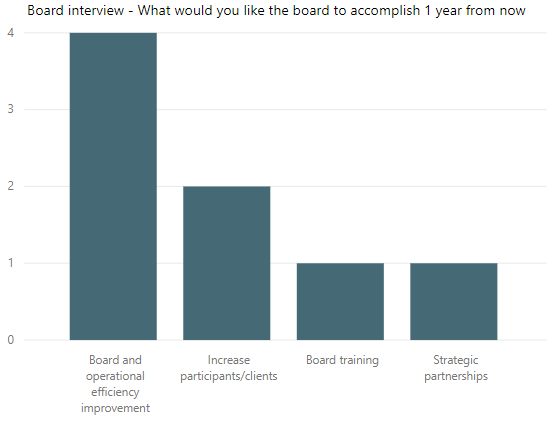 Board interview - What would you like the board to accomplish 1 year from now
4
3
2
1
0
Board and
operational
efficiency
improvement
Increase
participants/clients
Board training
Strategic
partnerships